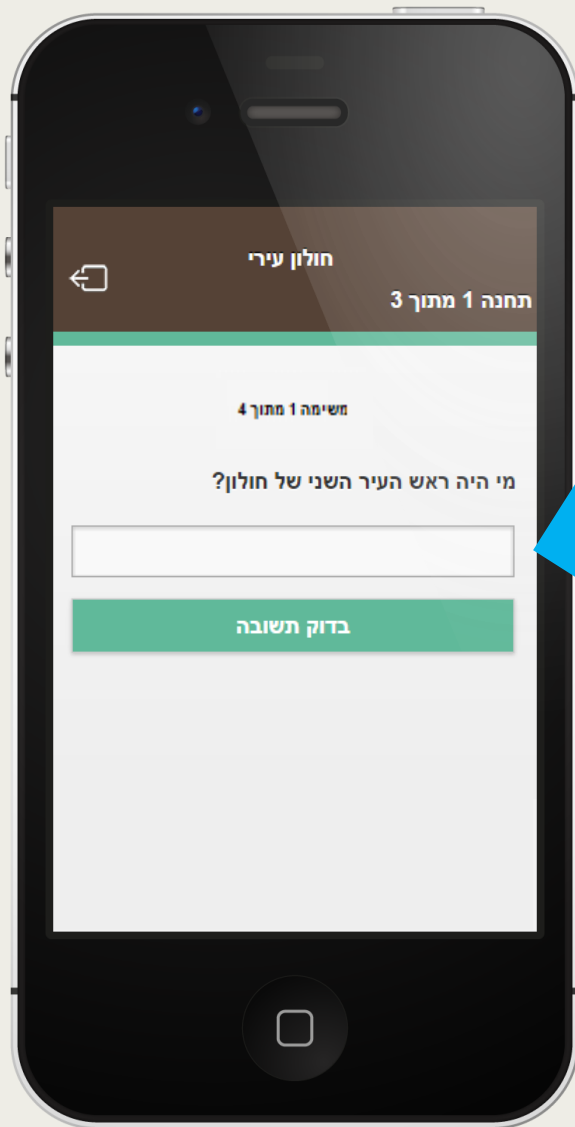 חולון עירי
תחנה 1 מתוך 3
משימה 1 מתוך 4
מי היה ראש העיר השני של חולון?
בדוק תשובה